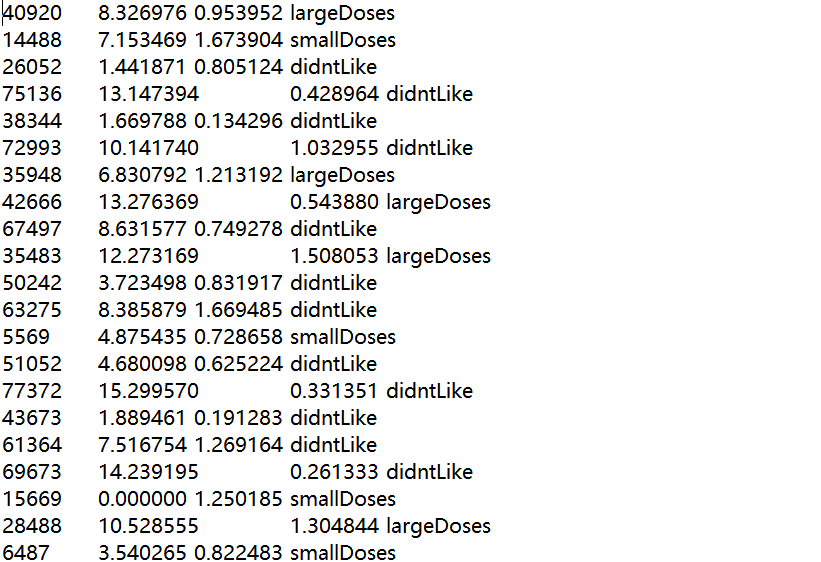 40920 8.326976 0.953952 largeDoses
14488 7.153469 1.673904 smallDoses
26052 1.441871 0.805124 didntLike
75136 13.147394 0.428964 didntLike
38344 1.669788 0.134296 didntLike
72993 10.141740 1.032955 didntLike
35948 6.830792 1.213192 largeDoses
42666 13.276369 0.543880 largeDoses
67497 8.631577 0.749278 didntLike
35483 12.273169 1.508053 largeDoses
50242 3.723498 0.831917 didntLike
63275 8.385879 1.669485 didntLike
5569 4.875435 0.728658 smallDoses
51052 4.680098 0.625224 didntLike
77372 15.299570 0.331351 didntLike
43673 1.889461 0.191283 didntLike
61364 7.516754 1.269164 didntLike
69673 14.239195 0.261333 didntLike
15669 0.000000 1.250185 smallDoses
28488 10.528555 1.304844 largeDoses
6487 3.540265 0.822483 smallDoses